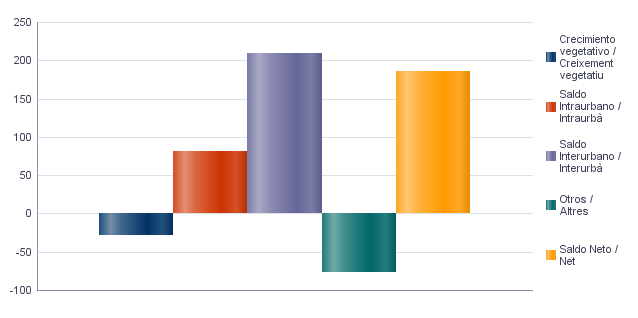 250
200
150
100
50
0
-50
-100
Crecimiento
vegetativo /
Creixement
vegetatiu
Saldo
Intraurbano /
Intraurbà
Saldo
Interurbano /
Interurbà
Otros /
Altres
Saldo Neto /
Net